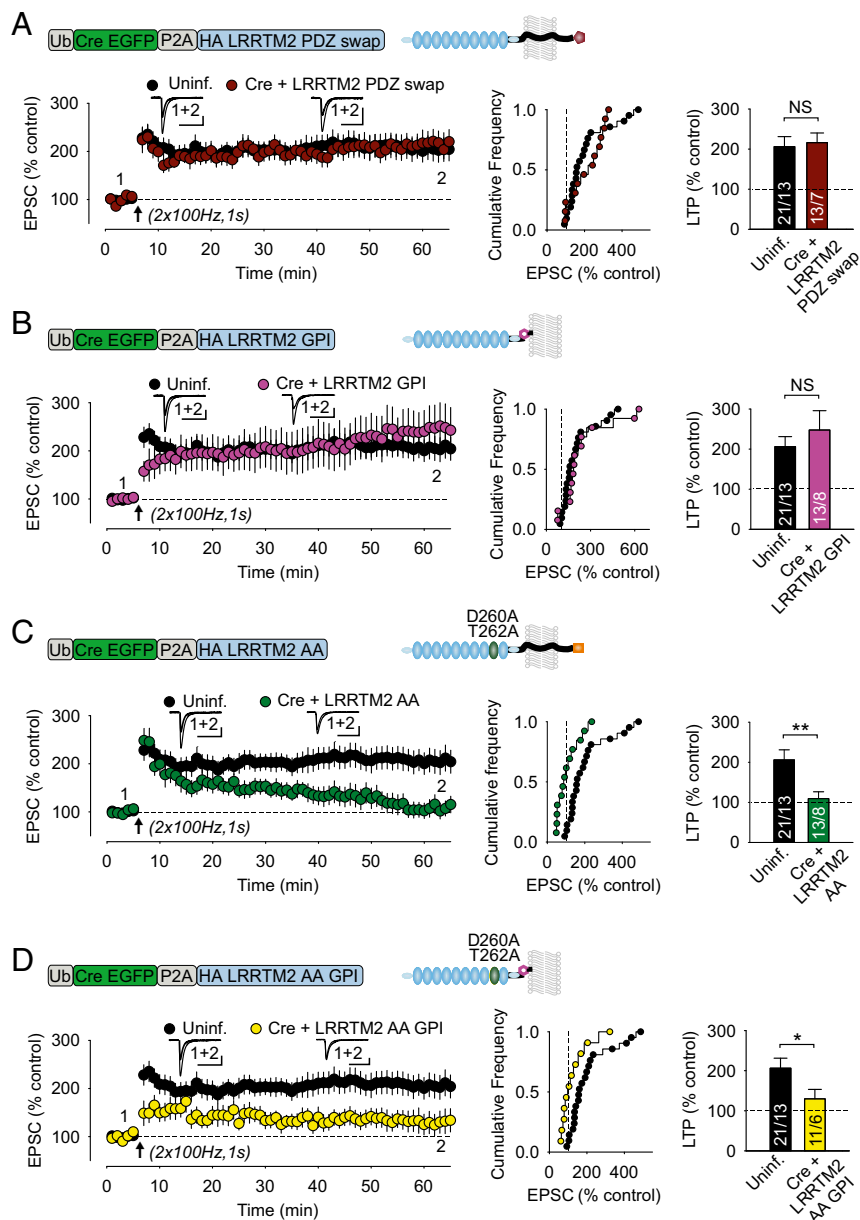 A
Ub Cre EGFP P2A HA LRRTM2 PDZ swap
Uninf. Cre + LRRTM2 PDZ swap
1+2 1+2
EPSC (% control)
300
200
100
1
2
(2x100Hz,1s)
0 10 20 30 40 50 60
Time (min)
Cumulative Frequency
1.0
0.5
0
0 200 400
EPSC (% control)
LTP (% control)
300
200
100
0
NS
21/13
13/7
Uninf.
Cre +
LRRTM2
PDZ swap
B
Ub Cre EGFP P2A HA LRRTM2 GPI
Uninf. Cre + LRRTM2 GPI
1+2 1+2
EPSC (% control)
300
200
100
1
2
(2x100Hz,1s)
0 10 20 30 40 50 60
Time (min)
Cumulative Frequency
1.0
0.5
0
0 300 600
EPSC (% control)
LTP (% control)
300
200
100
0
NS
21/13
13/8
Uninf.
Cre +
LRRTM2 GPI
C
D260A
T262A
Ub Cre EGFP P2A HA LRRTM2 AA
Uninf. Cre + LRRTM2 AA
1+2 1+2
EPSC (% control)
300
200
100
1
2
(2x100Hz,1s)
0 10 20 30 40 50 60
Time (min)
Cumulative frequency
1.0
0.5
0
0 200 400
EPSC (% control)
LTP (% control)
300
200
100
0
**
21/13
13/8
Uninf.
Cre +
LRRTM2
AA
D
D260A
T262A
Ub Cre EGFP P2A HA LRRTM2 AA GPI
Uninf. Cre + LRRTM2 AA GPI
1+2 1+2
EPSC (% control)
300
200
100
1
2
(2x100Hz,1s)
0 10 20 30 40 50 60
Time (min)
Cumulative Frequency
1.0
0.5
0
0 200 400
EPSC (% control)
LTP (% control)
300
200
100
0
*
21/13
11/6
Uninf.
Cre +
LRRTM2
AA GPI